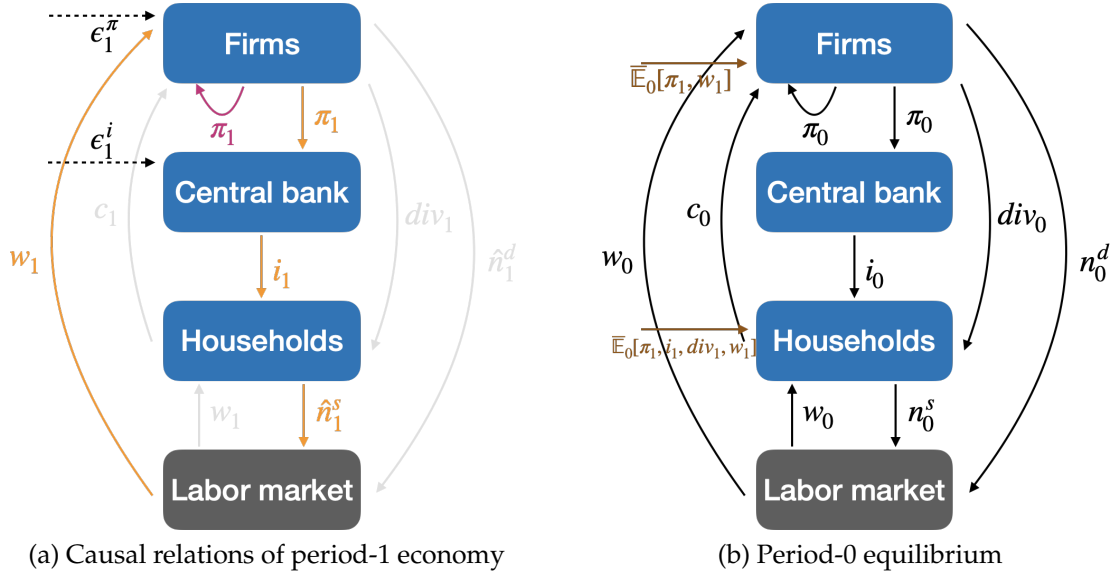 ϵ₁^π
Firms
π₁
π₁
ϵ₁^i
Central bank
c₁
div₁
w₁
n̂₁^d
i₁
Households
w₁
n̂₁^s
Labor market
(a) Causal relations of period-1 economy
Firms
𝔼̅₀[π₁, w₁]
π₀
π₀
Central bank
c₀
div₀
w₀
n₀^d
i₀
Households
𝔼̅₀[π₁, i₁, div₁, w₁]
w₀
n₀^s
Labor market
(b) Period-0 equilibrium